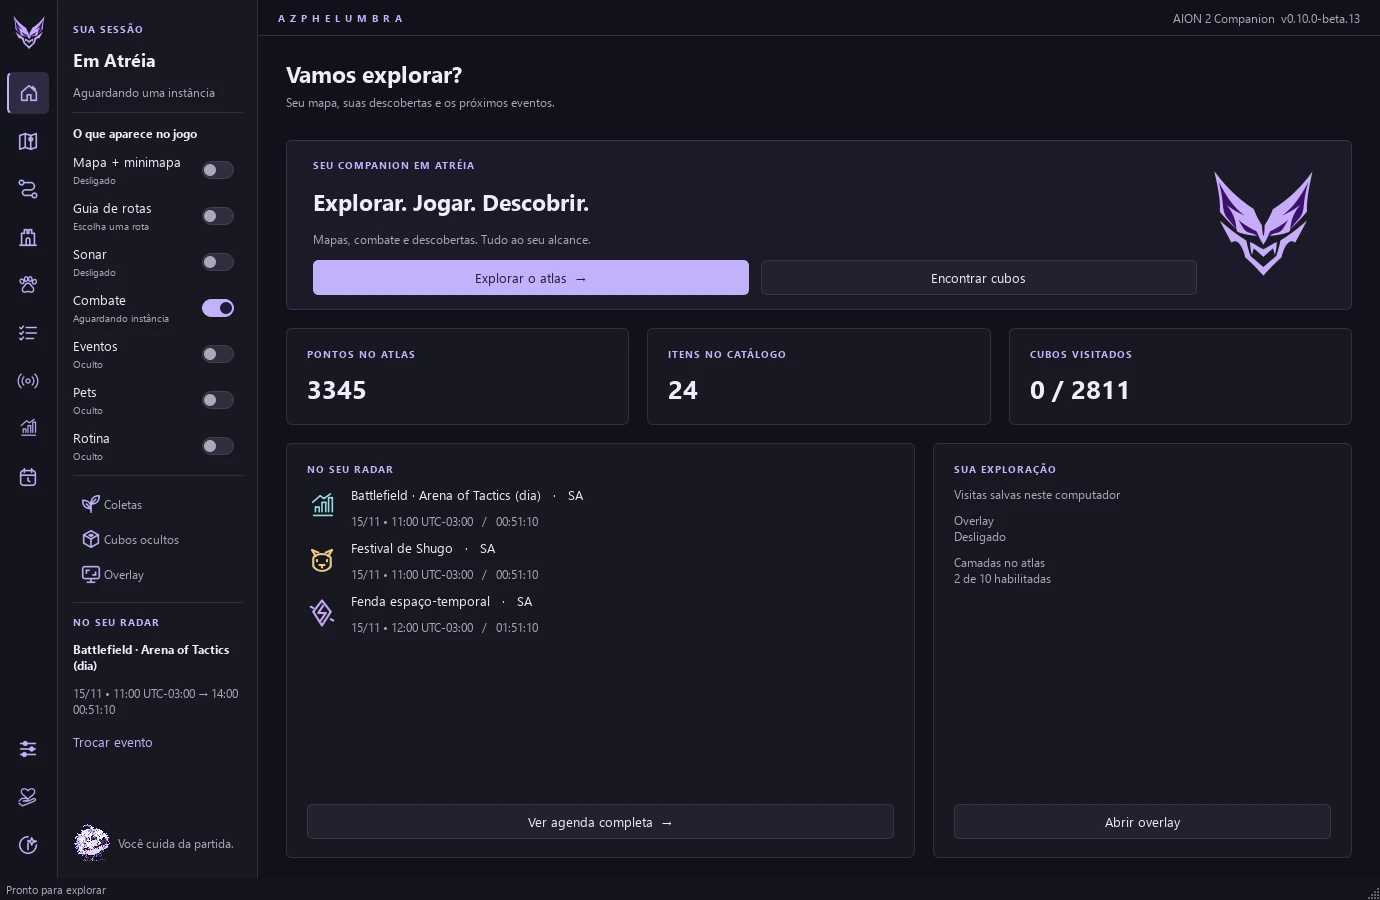 AZPHELUMBRA
AION 2 Companion v0.10.0-beta.13
SUA SESSÃO
Em Atréia
Aguardando uma instância
O que aparece no jogo
Mapa + minimapa
Desligado
Guia de rotas
Escolha uma rota
Sonar
Desligado
Combate
Aguardando instância
Eventos
Oculto
Pets
Oculto
Rotina
Oculto
Coletas
Cubos ocultos
Overlay
NO SEU RADAR
Battlefield · Arena of Tactics
(dia)
15/11 • 11:00 UTC-03:00 → 14:00
00:51:10
Trocar evento
Você cuida da partida.
Vamos explorar?
Seu mapa, suas descobertas e os próximos eventos.
SEU COMPANION EM ATRÉIA
Explorar. Jogar. Descobrir.
Mapas, combate e descobertas. Tudo ao seu alcance.
Explorar o atlas →
Encontrar cubos
PONTOS NO ATLAS
3345
ITENS NO CATÁLOGO
24
CUBOS VISITADOS
0 / 2811
NO SEU RADAR
Battlefield · Arena of Tactics (dia) · SA
15/11 • 11:00 UTC-03:00 / 00:51:10
Festival de Shugo · SA
15/11 • 11:00 UTC-03:00 / 00:51:10
Fenda espaço-temporal · SA
15/11 • 12:00 UTC-03:00 / 01:51:10
Ver agenda completa →
SUA EXPLORAÇÃO
Visitas salvas neste computador
Overlay
Desligado
Camadas no atlas
2 de 10 habilitadas
Abrir overlay
Pronto para explorar